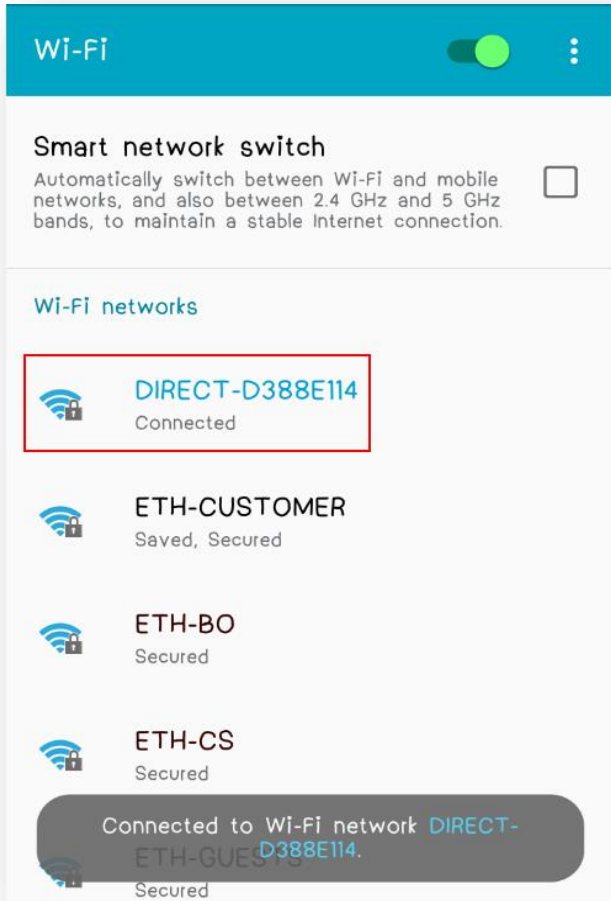 Wi-Fi
Smart network switch
Automatically switch between Wi-Fi and mobile
networks, and also between 2.4 GHz and 5 GHz
bands, to maintain a stable Internet connection.
Wi-Fi networks
DIRECT-D388E114
Connected
ETH-CUSTOMER
Saved, Secured
ETH-BO
Secured
ETH-CS
Secured
Connected to Wi-Fi network DIRECT-
D388E114.
ETH-GUESTS
Secured